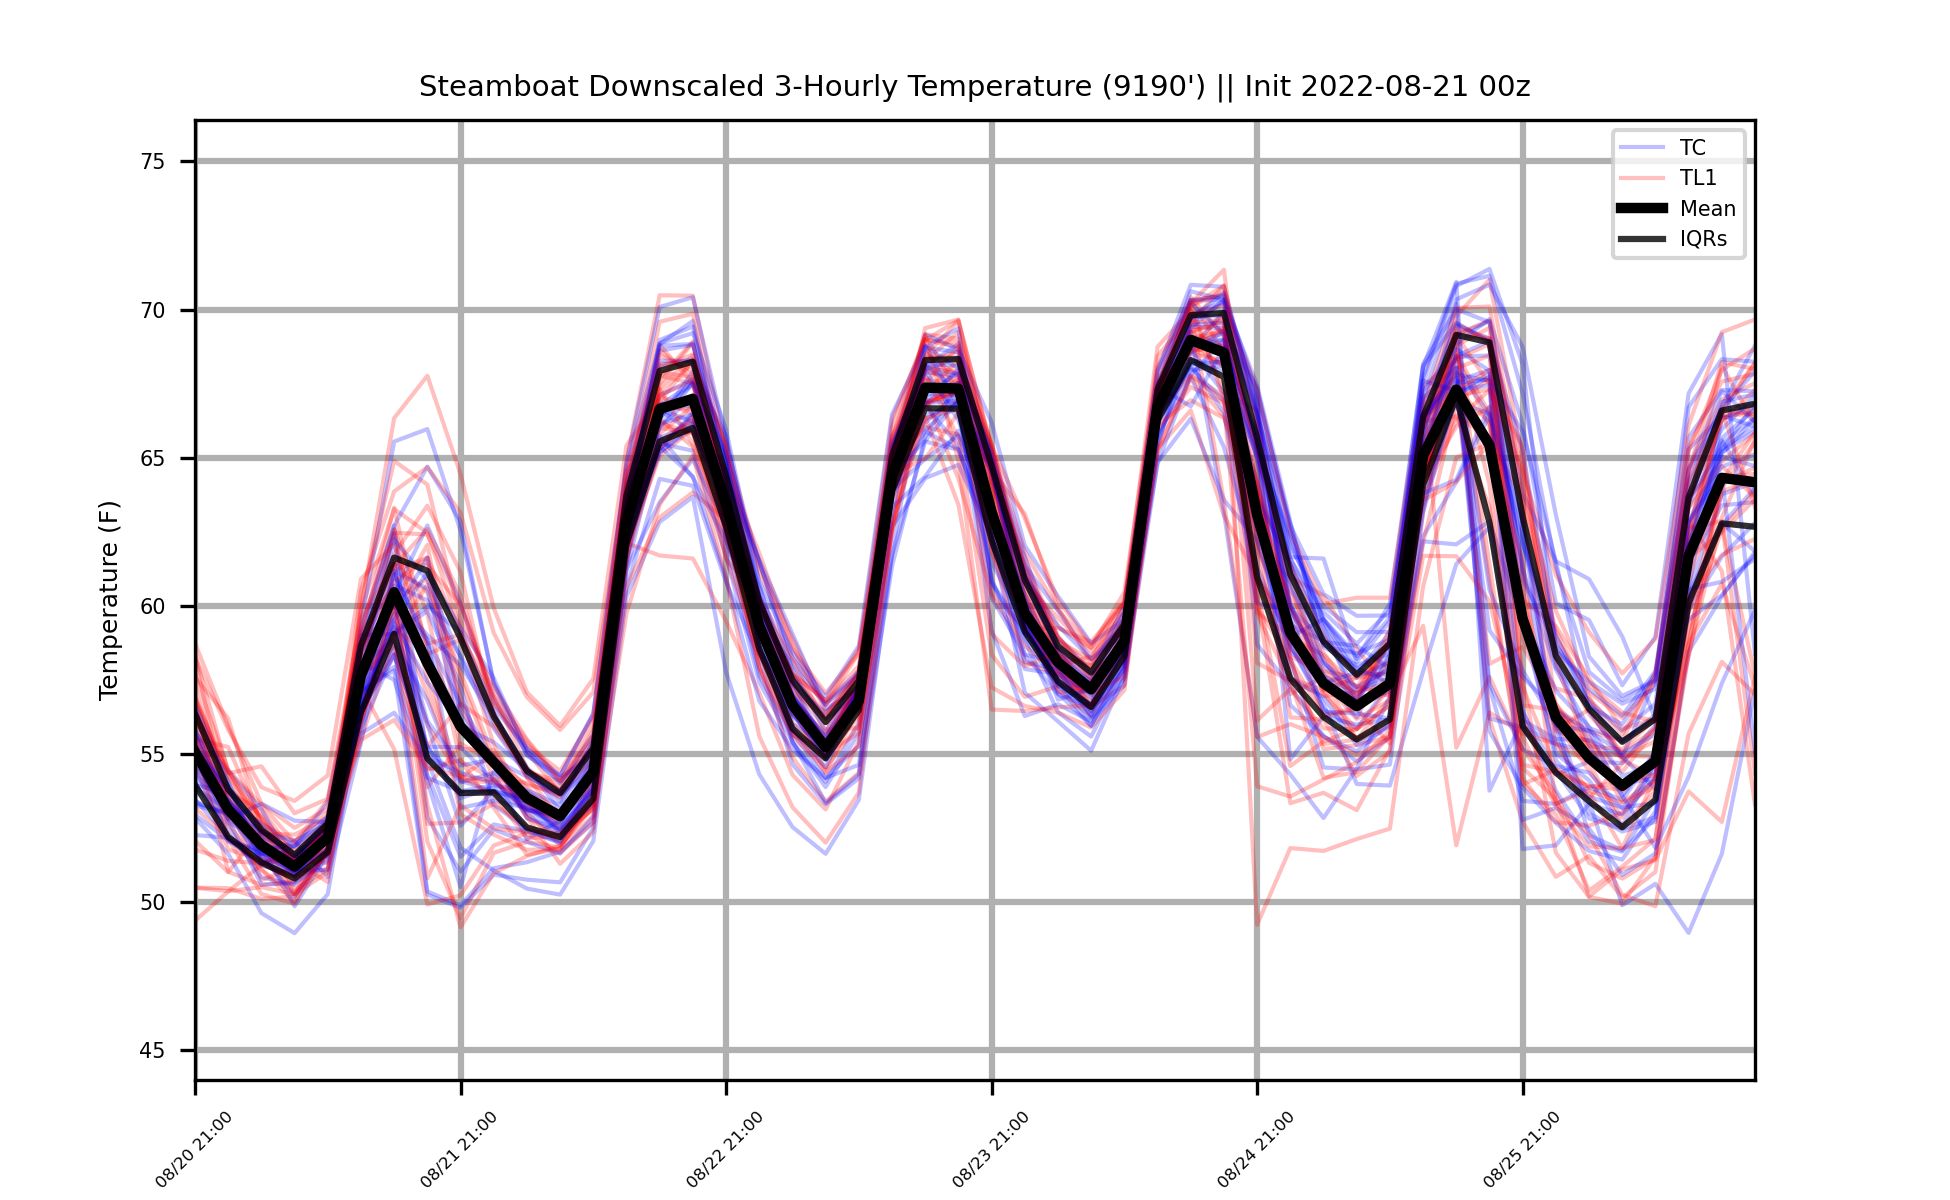 Steamboat Downscaled 3-Hourly Temperature (9190') || Init 2022-08-21 00z
TC
TL1
Mean
IQRs
Temperature (F)
75
70
65
60
55
50
45
08/20 21:00
08/21 21:00
08/22 21:00
08/23 21:00
08/24 21:00
08/25 21:00